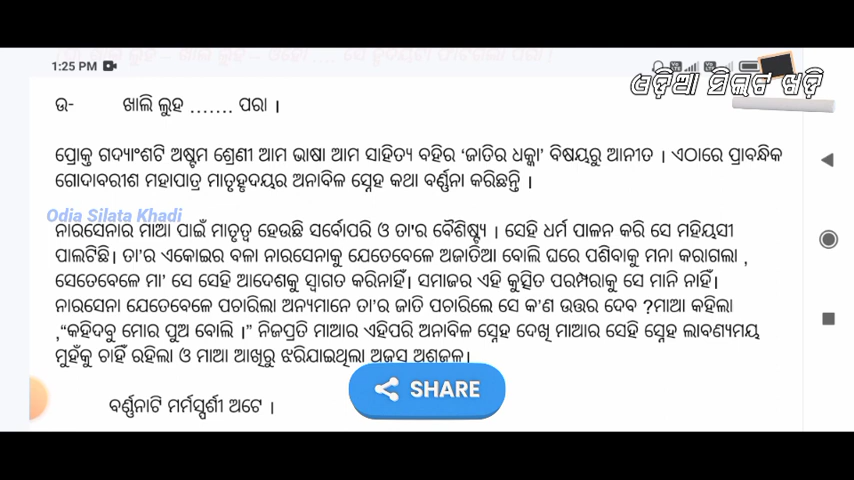 1:25 PM
ଓଡ଼ିଆ ସିଲଟ ଖଡ଼ି
ଉ- ଖାଲି ଲୁହ ....... ପରା ।
ପ୍ରୋକ୍ତ ଗଦ୍ୟାଂଶଟି ଅଷ୍ଟମ ଶ୍ରେଣୀ ଆମ ଭାଷା ଆମ ସାହିତ୍ୟ ବହିର ‘ଜାତିର ଧକ୍କା’ ବିଷୟରୁ ଆନୀତ । ଏଠାରେ ପ୍ରାବନ୍ଧିକ
ଗୋଦାବରୀଶ ମହାପାତ୍ର ମାତୃହୃଦୟର ଅନାବିଳ ସ୍ନେହ କଥା ବର୍ଣ୍ଣନା କରିଛନ୍ତି ।
Odia Silata Khadi
ନାରସେନାର ମାଆ ପାଇଁ ମାତୃତ୍ୱ ହେଉଛି ସର୍ବୋପରି ଓ ତା'ର ବୈଶିଷ୍ଟ୍ୟ । ସେହି ଧର୍ମ ପାଳନ କରି ସେ ମହିୟସୀ
ପାଲଟିଛି। ତା’ର ଏକୋଇର ବଳା ନାରସେନାକୁ ଯେତେବେଳେ ଅଜାତିଆ ବୋଲି ଘରେ ପଶିବାକୁ ମନା କରାଗଲା ,
ସେତେବେଳେ ମା’ ସେ ସେହି ଆଦେଶକୁ ସ୍ୱାଗତ କରିନାହିଁ। ସମାଜର ଏହି କୁତ୍ସିତ ପରମ୍ପରାକୁ ସେ ମାନି ନାହିଁ।
ନାରସେନା ଯେତେବେଳେ ପଚାରିଲା ଅନ୍ୟମାନେ ତା’ର ଜାତି ପଚାରିଲେ ସେ କ’ଣ ଉତ୍ତର ଦେବ ?ମାଆ କହିଲା
,“କହିଦବୁ ମୋର ପୁଅ ବୋଲି ।” ନିଜପ୍ରତି ମାଆର ଏହିପରି ଅନାବିଳ ସ୍ନେହ ଦେଖି ମାଆର ସେହି ସ୍ନେହ ଲାବଣ୍ୟମୟ
ମୁହଁକୁ ଚାହିଁ ରହିଲା ଓ ମାଆ ଆଖିରୁ ଝରିଯାଇଥିଲା ଅଜସ୍ର ଅଶ୍ରୁଜଳ।
SHARE
ବର୍ଣ୍ଣନାଟି ମର୍ମସ୍ପର୍ଶୀ ଅଟେ ।